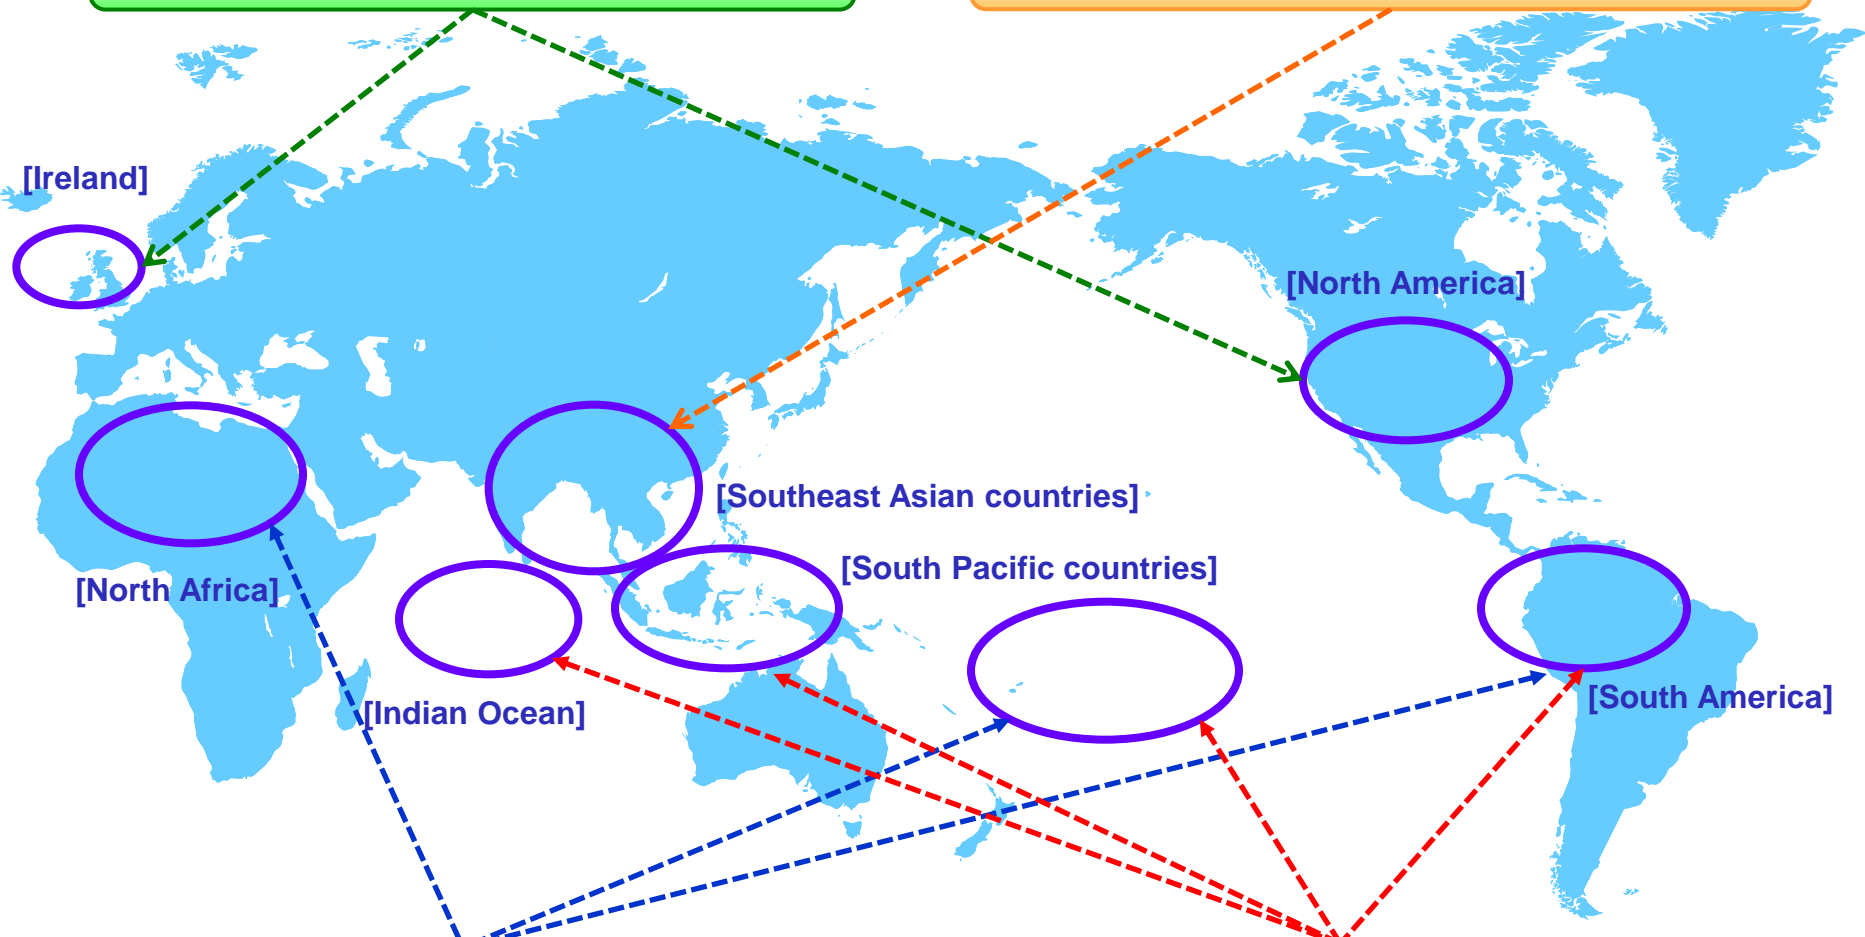 [Ireland]
[North America]
[Southeast Asian countries]
[South Pacific countries]
[North Africa]
[Indian Ocean]
[South America]